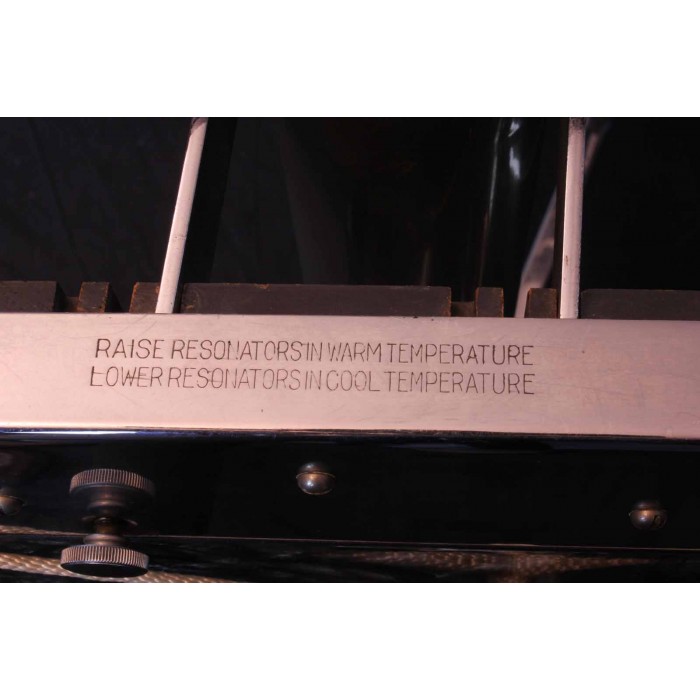 RAISE RESONATORS IN WARM TEMPERATURE
LOWER RESONATORS IN COOL TEMPERATURE